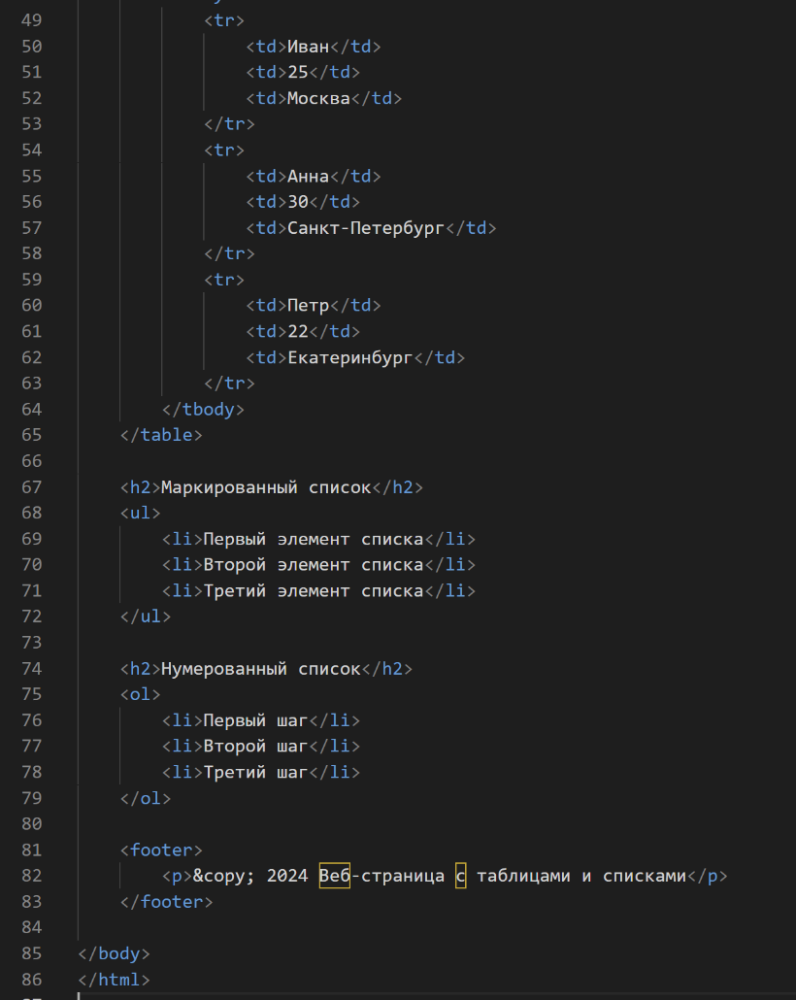 49 <tr>
50 <td>Иван</td>
51 <td>25</td>
52 <td>Москва</td>
53 </tr>
54 <tr>
55 <td>Анна</td>
56 <td>30</td>
57 <td>Санкт-Петербург</td>
58 </tr>
59 <tr>
60 <td>Петр</td>
61 <td>22</td>
62 <td>Екатеринбург</td>
63 </tr>
64 </tbody>
65 </table>
66
67 <h2>Маркированный список</h2>
68 <ul>
69 <li>Первый элемент списка</li>
70 <li>Второй элемент списка</li>
71 <li>Третий элемент списка</li>
72 </ul>
73
74 <h2>Нумерованный список</h2>
75 <ol>
76 <li>Первый шаг</li>
77 <li>Второй шаг</li>
78 <li>Третий шаг</li>
79 </ol>
80
81 <footer>
82 <p>&copy; 2024 Веб-страница с таблицами и списками</p>
83 </footer>
84
85 </body>
86 </html>